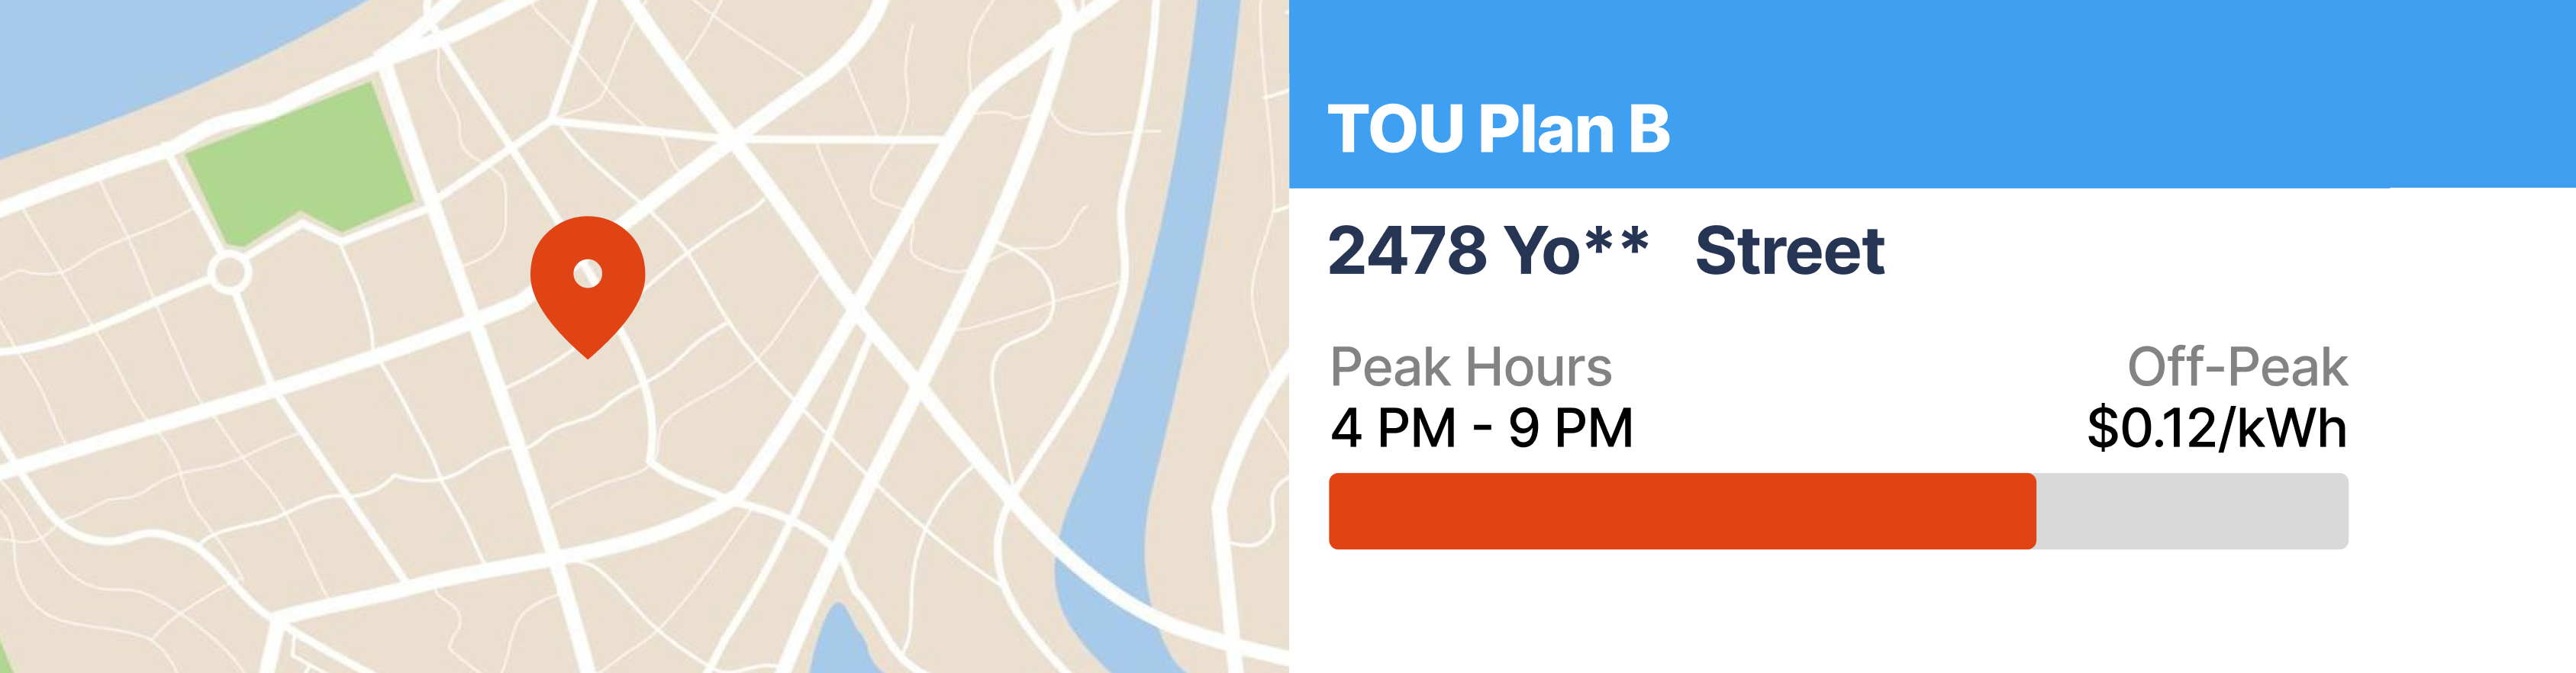 TOU Plan B
2478 Yo** Street
Peak Hours
Off-Peak
4 PM - 9 PM
$0.12/kWh